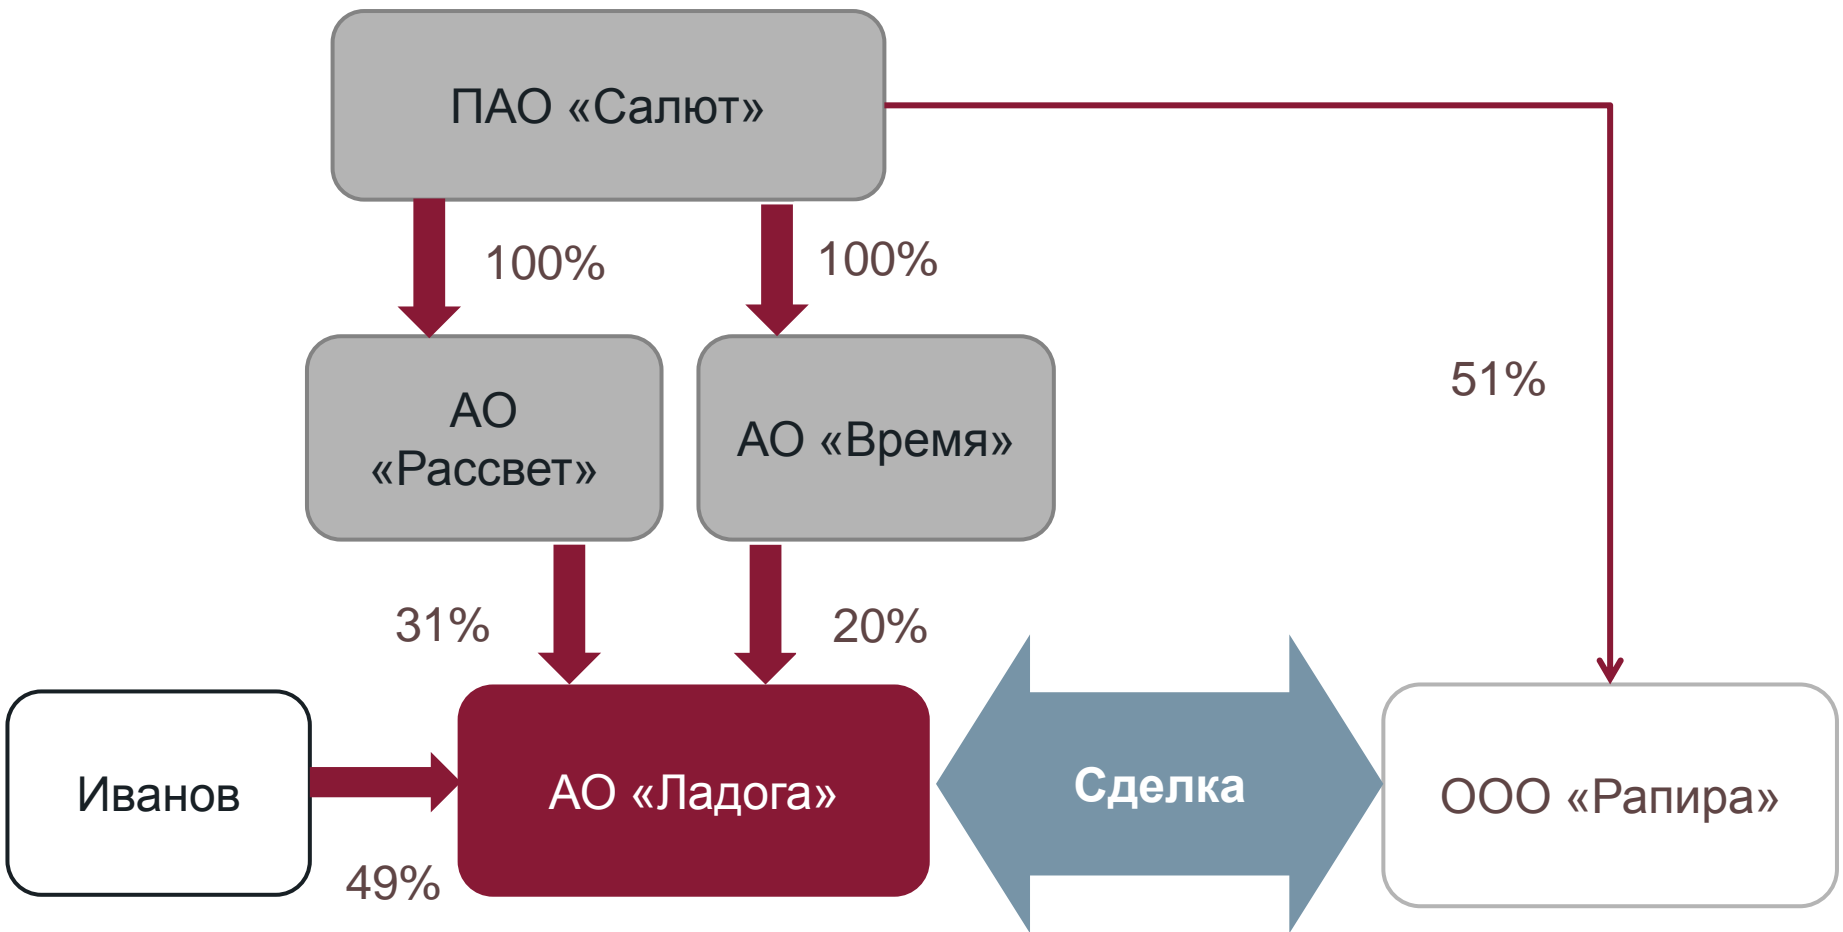 ПАО «Салют»
100%
100%
51%
АО
«Рассвет»
АО «Время»
31%
20%
Иванов
49%
АО «Ладога»
Сделка
ООО «Рапира»